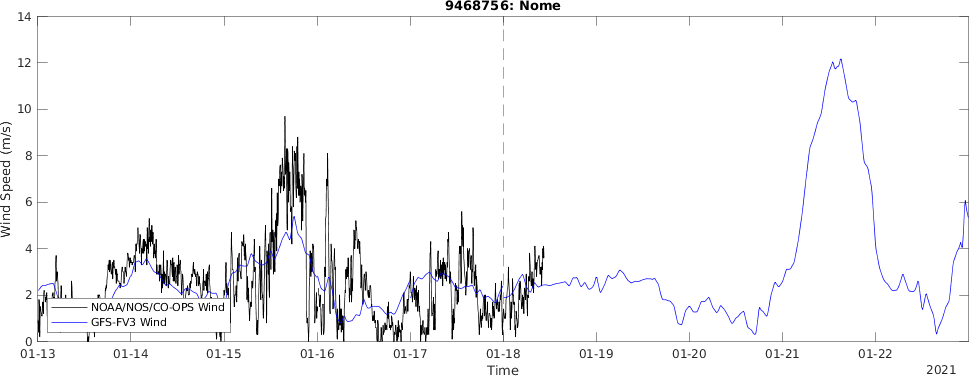 9468756: Nome
14
12
10
8
6
4
2
0
Wind Speed (m/s)
NOAA/NOS/CO-OPS Wind
GFS-FV3 Wind
01-13 01-14 01-15 01-16 01-17 01-18 01-19 01-20 01-21 01-22
Time
2021